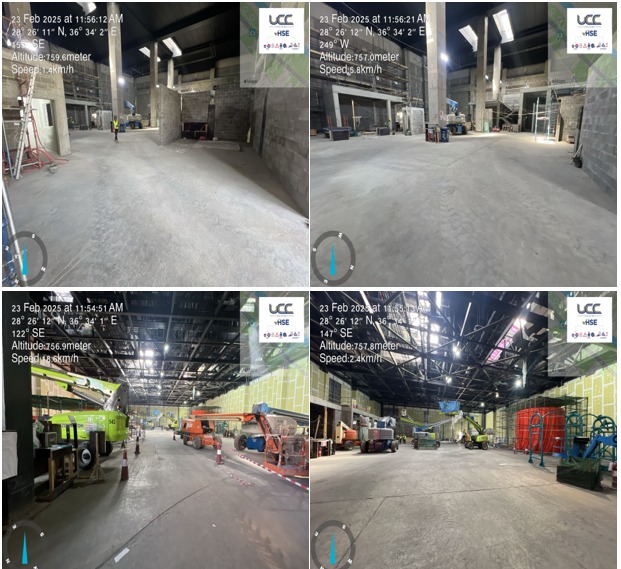 23 Feb 2025 at 11:56:12 AM
28° 26' 11" N, 36° 34' 2" E
SE
Altitude:759.6meter
Speed:1.4km/h
UCC
HSE
23 Feb 2025 at 11:56:21 AM
28° 26' 12" N, 36° 34' 2" E
249° W
Altitude:757.0meter
Speed:5.8km/h
UCC
HSE
23 Feb 2025 at 11:54:51 AM
28° 26' 12" N, 36° 34' 1" E
122° SE
Altitude:756.9meter
UCC
HSE
23 Feb 2025
28° 26' 12" N, 36°
147° SE
Altitude:757.8meter
Speed:2.4km/h
UCC
HSE